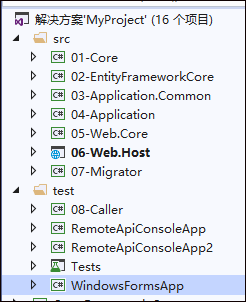 解决方案'MyProject' (16 个项目)
src
01-Core
02-EntityFrameworkCore
03-Application.Common
04-Application
05-Web.Core
06-Web.Host
07-Migrator
test
08-Caller
RemoteApiConsoleApp
RemoteApiConsoleApp2
Tests
WindowsFormsApp